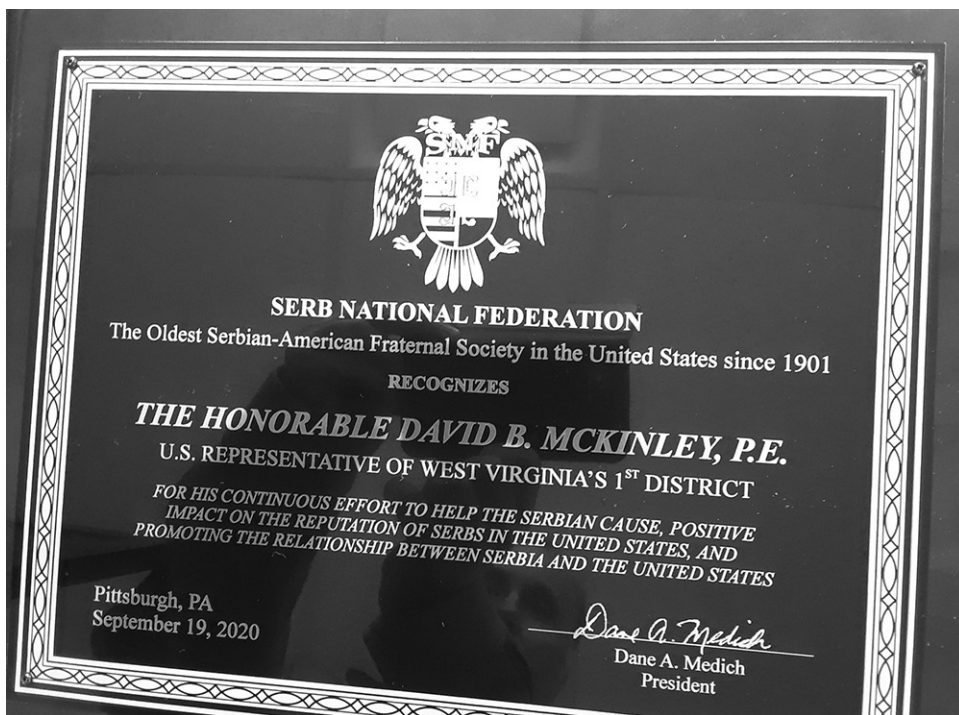 SNF
SERB NATIONAL FEDERATION
The Oldest Serbian-American Fraternal Society in the United States since 1901
RECOGNIZES
THE HONORABLE DAVID B. MCKINLEY, P.E.
U.S. REPRESENTATIVE OF WEST VIRGINIA'S 1ST DISTRICT
FOR HIS CONTINUOUS EFFORT TO HELP THE SERBIAN CAUSE, POSITIVE
IMPACT ON THE REPUTATION OF SERBS IN THE UNITED STATES, AND
PROMOTING THE RELATIONSHIP BETWEEN SERBIA AND THE UNITED STATES
Pittsburgh, PA
September 19, 2020
Dane A. Medich
Dane A. Medich
President